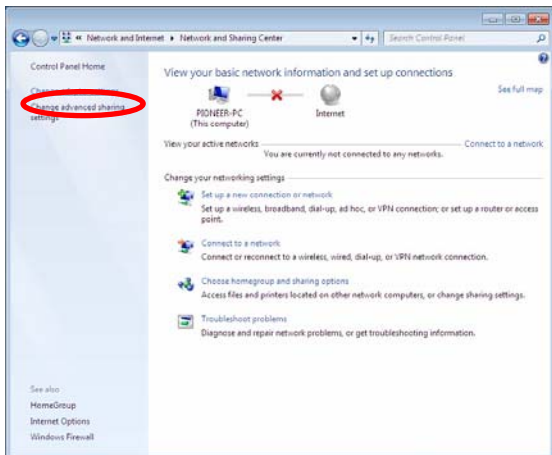 « Network and Internet ▸ Network and Sharing Center
Search Control Panel
Control Panel Home
Change advanced sharing
settings
View your basic network information and set up connections
See full map
PIONEER-PC
(This computer)
Internet
View your active networks
Connect to a network
You are currently not connected to any networks.
Change your networking settings
Set up a new connection or network
Set up a wireless, broadband, dial-up, ad hoc, or VPN connection; or set up a router or access
point.
Connect to a network
Connect or reconnect to a wireless, wired, dial-up, or VPN network connection.
Choose homegroup and sharing options
Access files and printers located on other network computers, or change sharing settings.
Troubleshoot problems
Diagnose and repair network problems, or get troubleshooting information.
See also
HomeGroup
Internet Options
Windows Firewall